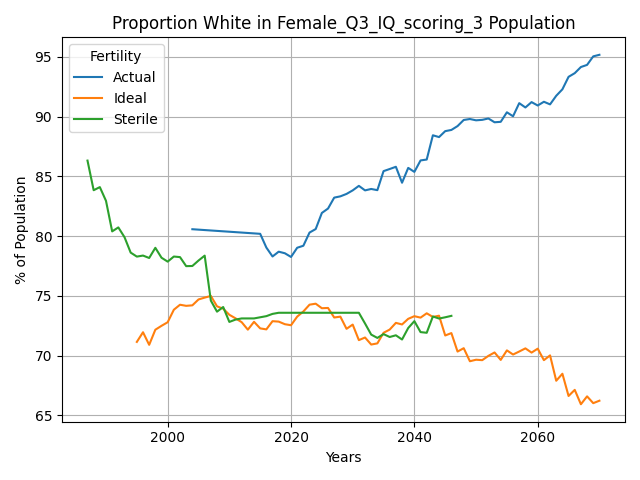 Proportion White in Female_Q3_IQ_scoring_3 Population
Fertility
Actual
Ideal
Sterile
% of Population
95
90
85
80
75
70
65
2000
2020
2040
2060
Years